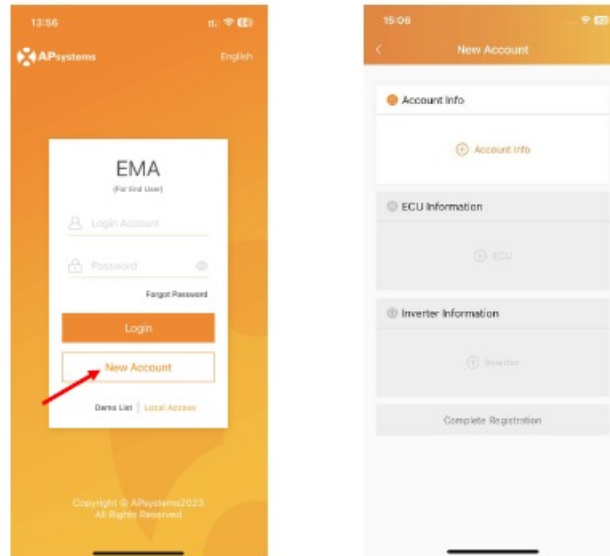 13:56
APsystems
English
EMA
(For End User)
Login Account
Password
Forgot Password
Login
New Account
Demo List | Local Access
Copyright © APsystems2023
All Rights Reserved
15:06
New Account
Account Info
Account Info
ECU Information
ECU
Inverter Information
Inverter
Complete Registration